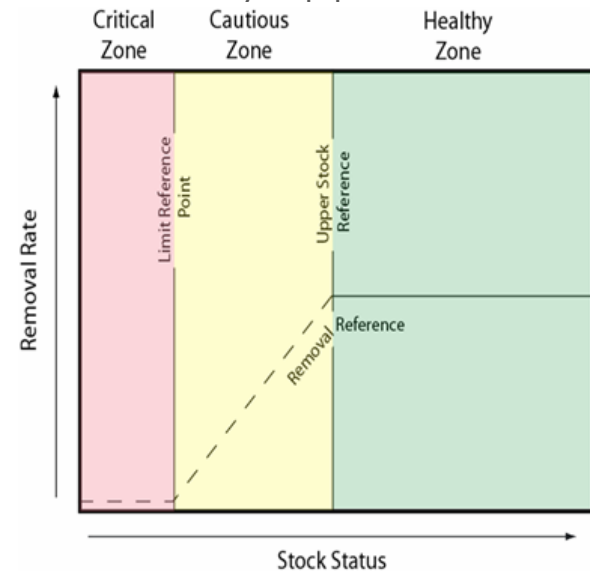 Critical
Zone
Cautious
Zone
Healthy
Zone
Limit Reference
Point
Upper Stock
Reference
Removal Reference
Removal Rate
Stock Status